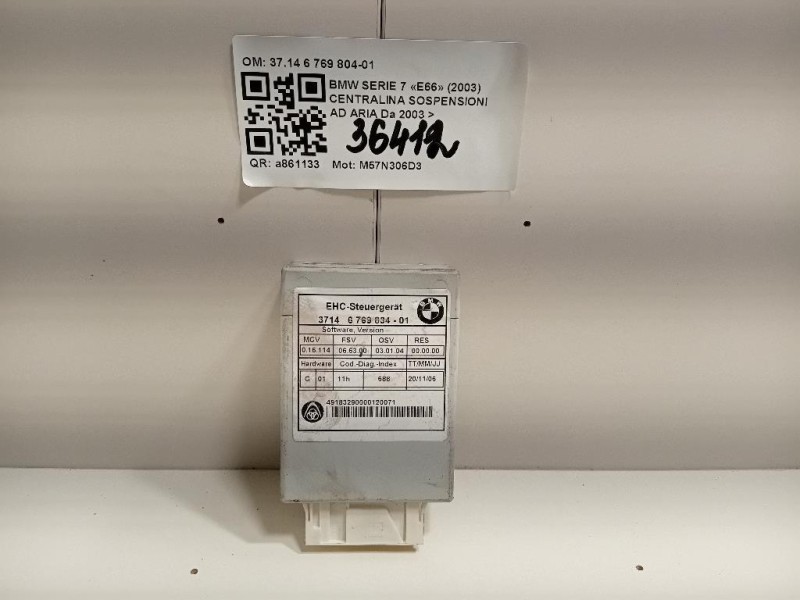 OM: 37.14 6 769 804-01
BMW SERIE 7 «E66» (2003)
CENTRALINA SOSPENSIONI
AD ARIA Da 2003 >
36412
QR: a861133 Mot: M57N306D3
EHC-Steuergerät
BMW
3714 6 769 804 - 01
Software, Version
MCV FSV OSV RES
0.16.114 06.63.00 03.01.04 00.00.00
Hardware Cod.-Diag.-Index TT/MM/JJ
C 01 11h 688 20/11/06
49183290000120071